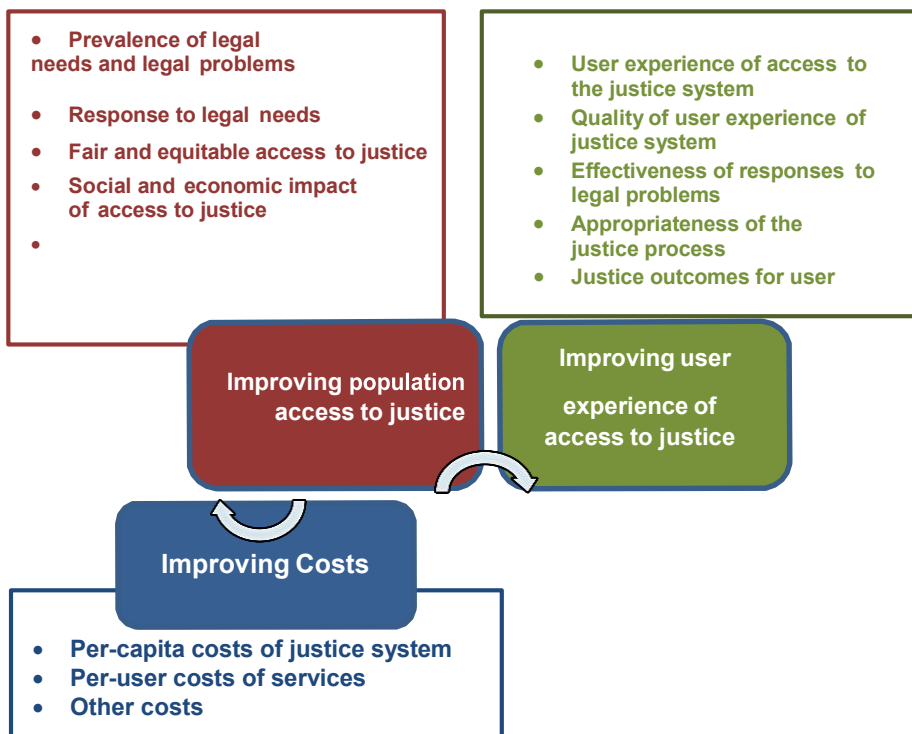 • Prevalence of legal
needs and legal problems
• Response to legal needs
• Fair and equitable access to justice
• Social and economic impact
of access to justice
•
• User experience of access to
the justice system
• Quality of user experience of
justice system
• Effectiveness of responses to
legal problems
• Appropriateness of the
justice process
• Justice outcomes for user
Improving population
access to justice
Improving user
experience of
access to justice
Improving Costs
• Per-capita costs of justice system
• Per-user costs of services
• Other costs